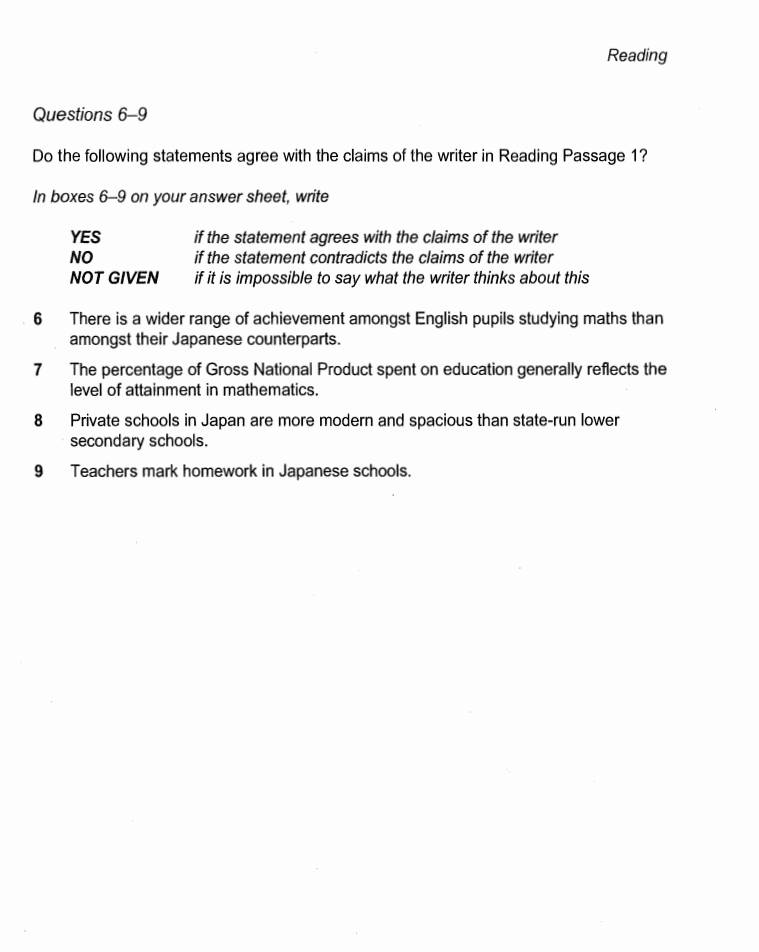 Reading
Questions 6–9
Do the following statements agree with the claims of the writer in Reading Passage 1?
In boxes 6–9 on your answer sheet, write
YES if the statement agrees with the claims of the writer
NO if the statement contradicts the claims of the writer
NOT GIVEN if it is impossible to say what the writer thinks about this
6 There is a wider range of achievement amongst English pupils studying maths than
amongst their Japanese counterparts.
7 The percentage of Gross National Product spent on education generally reflects the
level of attainment in mathematics.
8 Private schools in Japan are more modern and spacious than state-run lower
secondary schools.
9 Teachers mark homework in Japanese schools.